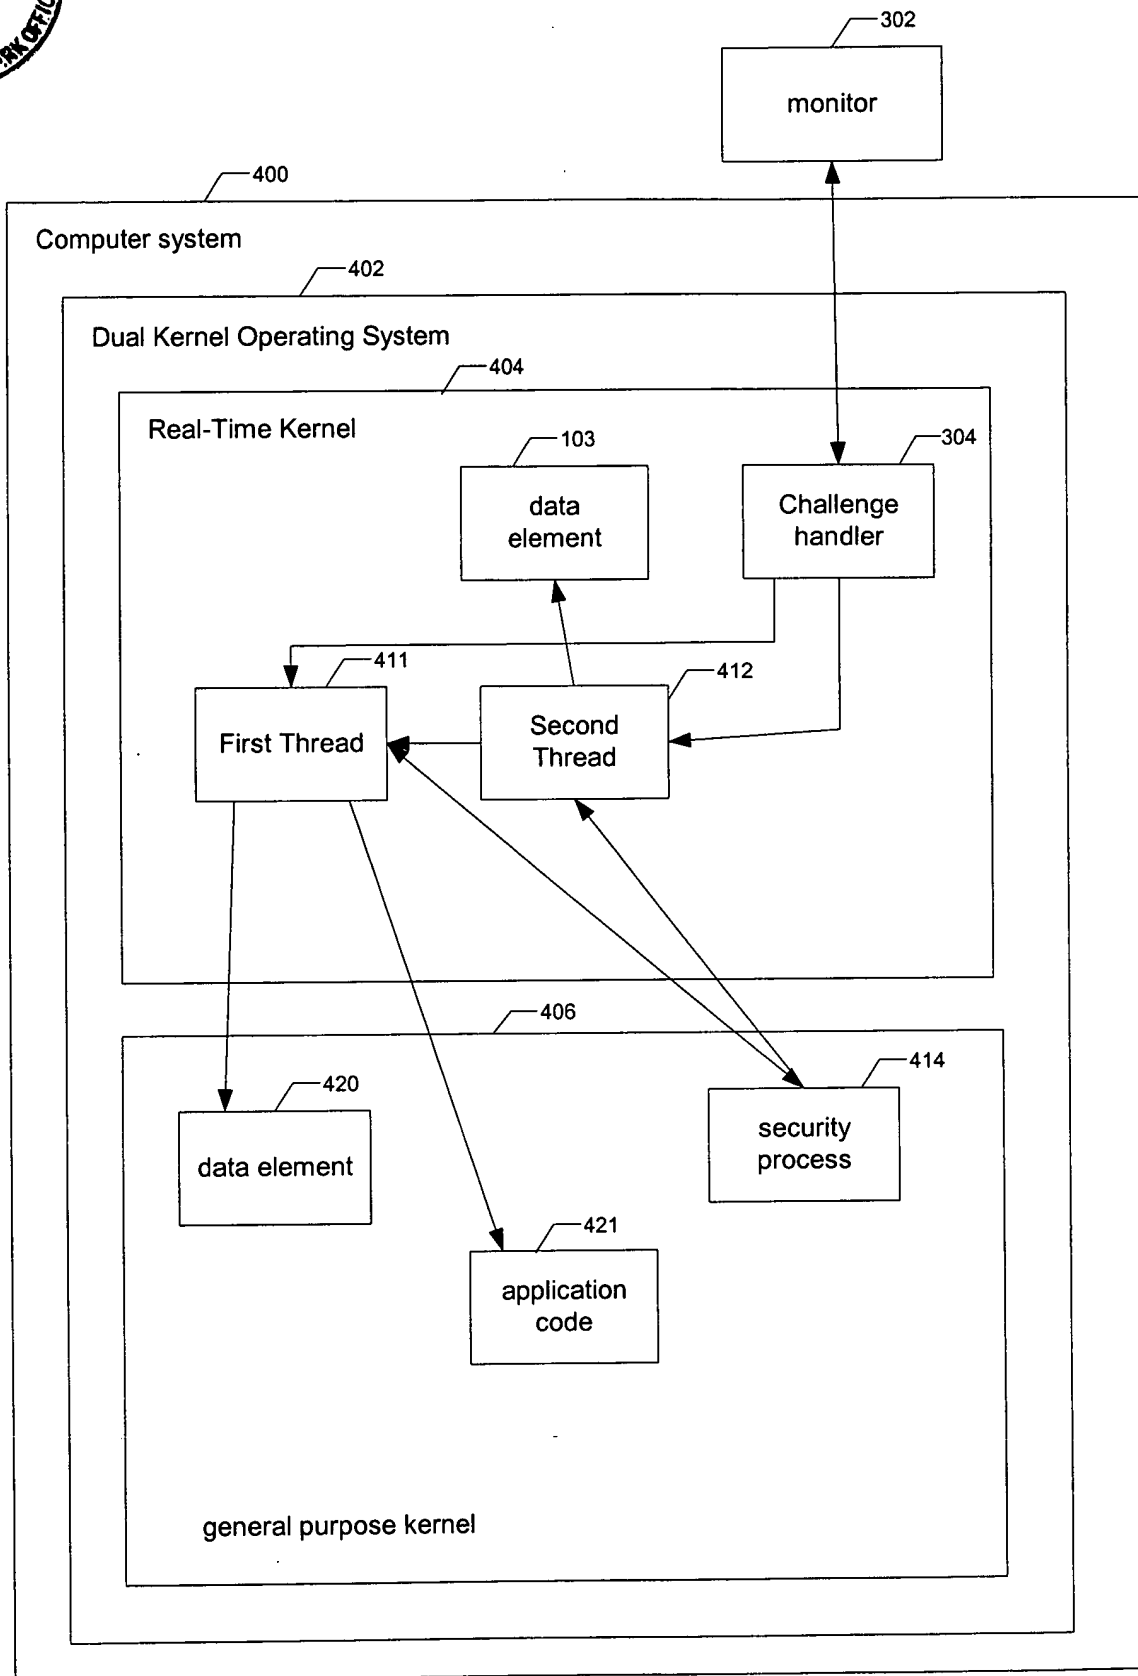 RK OFFIC
302
monitor
400
Computer system
402
Dual Kernel Operating System
404
Real-Time Kernel
103
304
data
element
Challenge
handler
411
412
First Thread
Second
Thread
406
414
420
security
process
data element
421
application
code
general purpose kernel